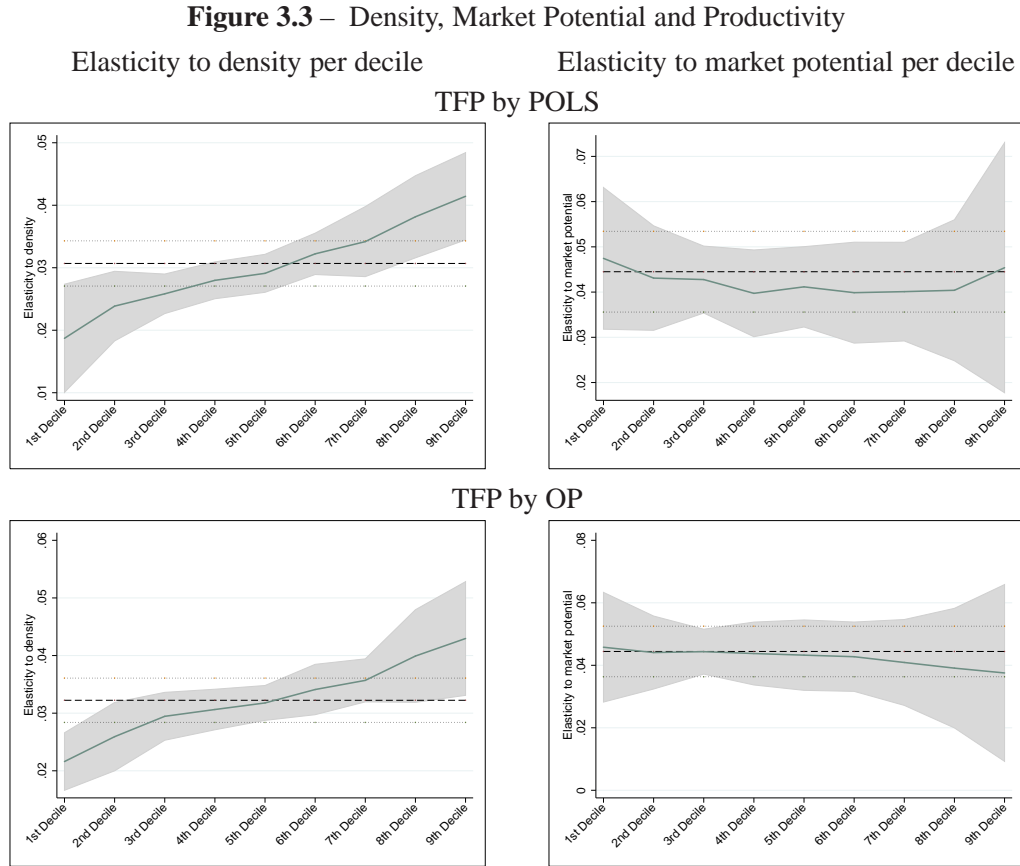 Figure 3.3 – Density, Market Potential and Productivity
Elasticity to density per decile
Elasticity to market potential per decile
TFP by POLS
Elasticity to density
.01
.02
.03
.04
.05
1st Decile
2nd Decile
3rd Decile
4th Decile
5th Decile
6th Decile
7th Decile
8th Decile
9th Decile
Elasticity to market potential
.02
.03
.04
.05
.06
.07
1st Decile
2nd Decile
3rd Decile
4th Decile
5th Decile
6th Decile
7th Decile
8th Decile
9th Decile
TFP by OP
Elasticity to density
.02
.03
.04
.05
.06
1st Decile
2nd Decile
3rd Decile
4th Decile
5th Decile
6th Decile
7th Decile
8th Decile
9th Decile
Elasticity to market potential
0
.02
.04
.06
.08
1st Decile
2nd Decile
3rd Decile
4th Decile
5th Decile
6th Decile
7th Decile
8th Decile
9th Decile